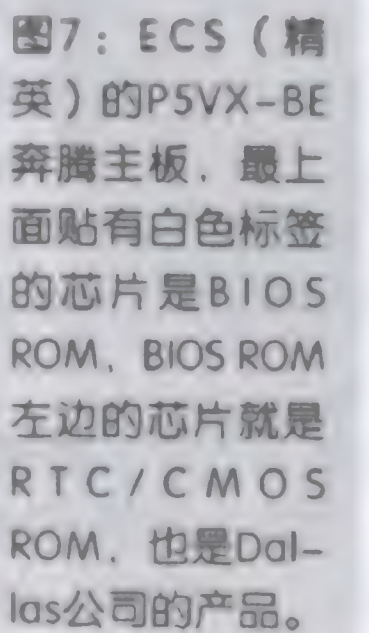 图7：ECS（精
英）的P5VX-BE
奔腾主板，最上
面贴有白色标签
的芯片是BIOS
ROM，BIOS ROM
左边的芯片就是
RTC/CMOS
ROM，也是Dal-
las公司的产品。